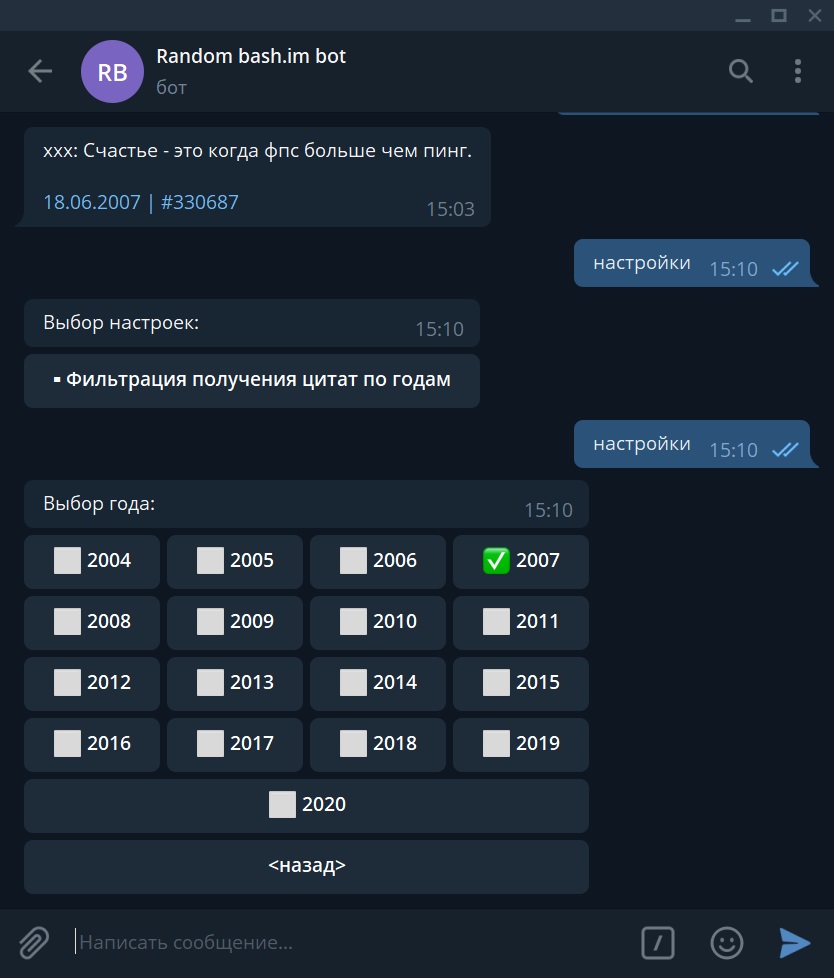 Random bash.im bot
RB
бот
xxx: Счастье - это когда фпс больше чем пинг.
18.06.2007 | #330687
15:03
настройки 15:10
Выбор настроек: 15:10
▪ Фильтрация получения цитат по годам
настройки 15:10
Выбор года: 15:10
2004 2005 2006 ✅ 2007
2008 2009 2010 2011
2012 2013 2014 2015
2016 2017 2018 2019
2020
<назад>
Написать сообщение...